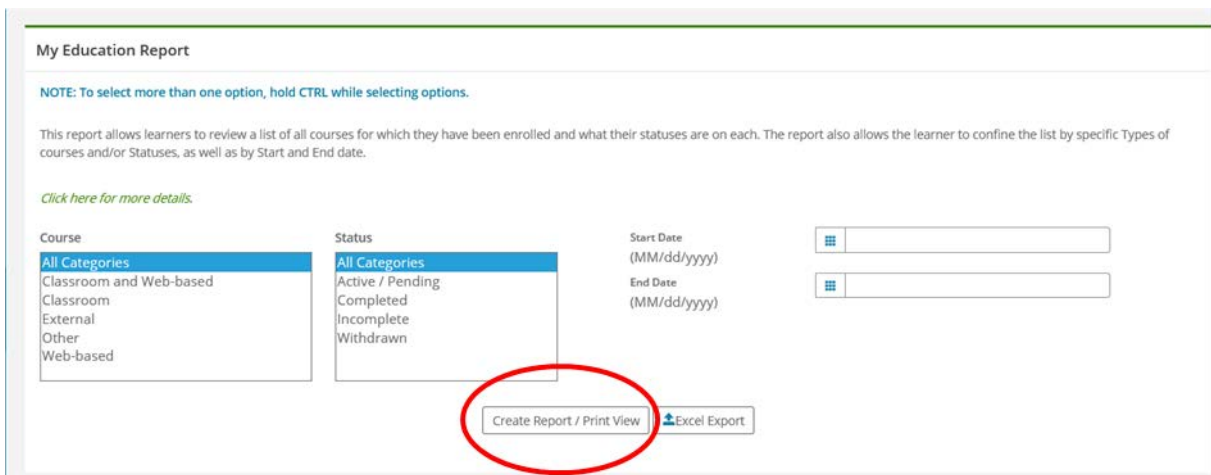 My Education Report
NOTE: To select more than one option, hold CTRL while selecting options.
This report allows learners to review a list of all courses for which they have been enrolled and what their statuses are on each. The report also allows the learner to confine the list by specific Types of
courses and/or Statuses, as well as by Start and End date.
Click here for more details.
Course
All Categories
Classroom and Web-based
Classroom
External
Other
Web-based
Status
All Categories
Active / Pending
Completed
Incomplete
Withdrawn
Start Date
(MM/dd/yyyy)
End Date
(MM/dd/yyyy)
Create Report / Print View
Excel Export